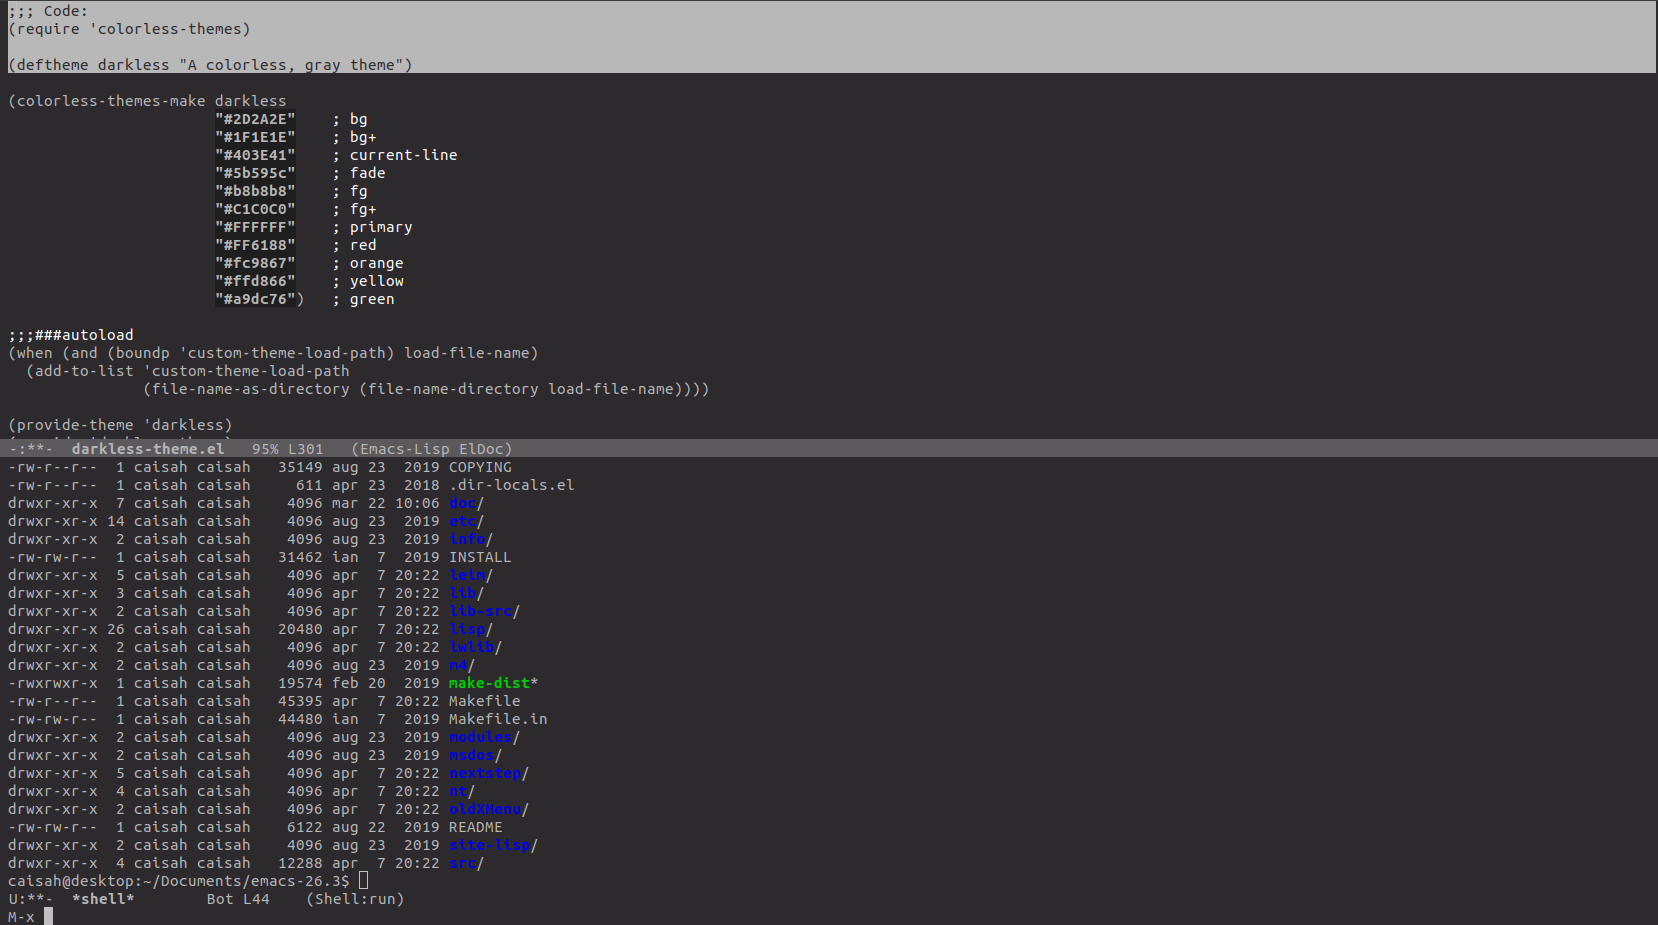 ;;; Code:
(require 'colorless-themes)

(deftheme darkless "A colorless, gray theme")

(colorless-themes-make darkless
                       "#2D2A2E"    ; bg
                       "#1F1E1E"    ; bg+
                       "#403E41"    ; current-line
                       "#5b595c"    ; fade
                       "#b8b8b8"    ; fg
                       "#C1C0C0"    ; fg+
                       "#FFFFFF"    ; primary
                       "#FF6188"    ; red
                       "#fc9867"    ; orange
                       "#ffd866"    ; yellow
                       "#a9dc76")   ; green

;;;###autoload
(when (and (boundp 'custom-theme-load-path) load-file-name)
  (add-to-list 'custom-theme-load-path
               (file-name-as-directory (file-name-directory load-file-name))))

(provide-theme 'darkless)
-:**-  darkless-theme.el   95% L301   (Emacs-Lisp ElDoc)
-rw-r--r--  1 caisah caisah   35149 aug 23  2019 COPYING
-rw-r--r--  1 caisah caisah     611 apr 23  2018 .dir-locals.el
drwxr-xr-x  7 caisah caisah    4096 mar 22 10:06 doc/
drwxr-xr-x 14 caisah caisah    4096 aug 23  2019 etc/
drwxr-xr-x  2 caisah caisah    4096 aug 23  2019 info/
-rw-rw-r--  1 caisah caisah   31462 ian  7  2019 INSTALL
drwxr-xr-x  5 caisah caisah    4096 apr  7 20:22 leim/
drwxr-xr-x  3 caisah caisah    4096 apr  7 20:22 lib/
drwxr-xr-x  2 caisah caisah    4096 apr  7 20:22 lib-src/
drwxr-xr-x 26 caisah caisah   20480 apr  7 20:22 lisp/
drwxr-xr-x  2 caisah caisah    4096 apr  7 20:22 lwlib/
drwxr-xr-x  2 caisah caisah    4096 aug 23  2019 m4/
-rwxrwxr-x  1 caisah caisah   19574 feb 20  2019 make-dist*
-rw-r--r--  1 caisah caisah   45395 apr  7 20:22 Makefile
-rw-rw-r--  1 caisah caisah   44480 ian  7  2019 Makefile.in
drwxr-xr-x  2 caisah caisah    4096 aug 23  2019 modules/
drwxr-xr-x  2 caisah caisah    4096 aug 23  2019 msdos/
drwxr-xr-x  5 caisah caisah    4096 apr  7 20:22 nextstep/
drwxr-xr-x  4 caisah caisah    4096 apr  7 20:22 nt/
drwxr-xr-x  2 caisah caisah    4096 apr  7 20:22 oldXMenu/
-rw-rw-r--  1 caisah caisah    6122 aug 22  2019 README
drwxr-xr-x  2 caisah caisah    4096 aug 23  2019 site-lisp/
drwxr-xr-x  4 caisah caisah   12288 apr  7 20:22 src/
caisah@desktop:~/Documents/emacs-26.3$
U:**-  *shell*        Bot L44    (Shell:run)
M-x